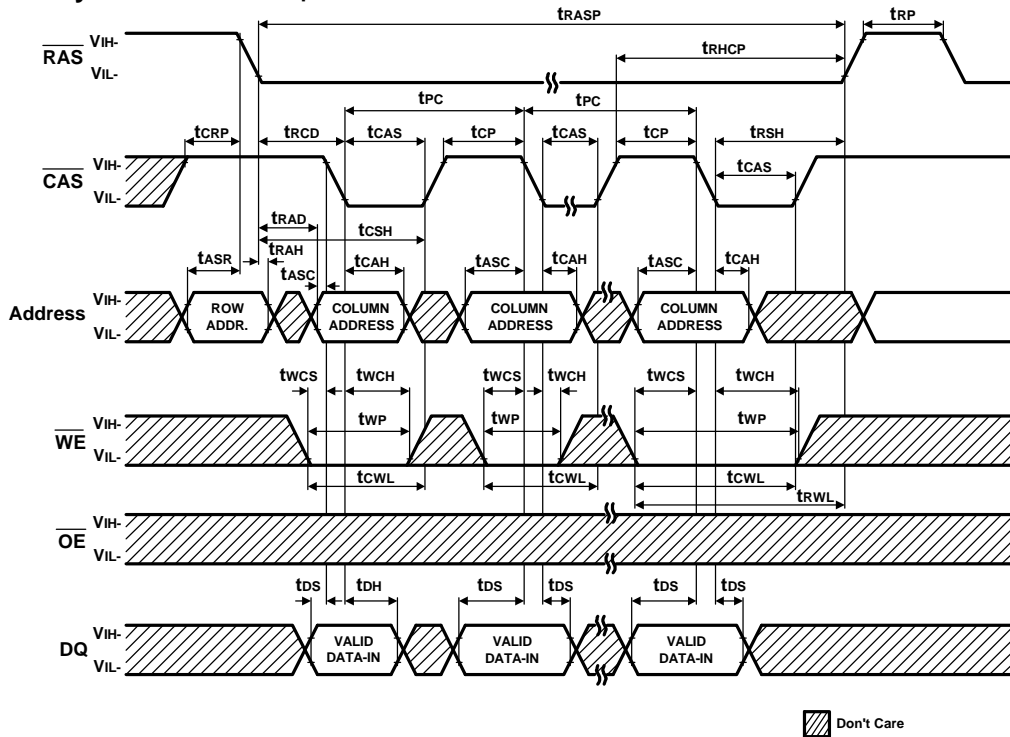 tRASP
tRP
RAS
VIH-
VIL-
tRHCP
tPC
tPC
tCRP
tRCD
tCAS
tCP
tCAS
tCP
tRSH
CAS
VIH-
VIL-
tCAS
tRAD
tCSH
tASR
tRAH
tASC
tCAH
tASC
tCAH
tASC
tCAH
Address
VIH-
VIL-
ROW
ADDR.
COLUMN
ADDRESS
COLUMN
ADDRESS
COLUMN
ADDRESS
tWCS
tWCH
tWCS
tWCH
tWCS
tWCH
WE
VIH-
VIL-
tWP
tWP
tWP
tCWL
tCWL
tCWL
tRWL
OE
VIH-
VIL-
tDS
tDH
tDS
tDS
tDS
tDS
DQ
VIH-
VIL-
VALID
DATA-IN
VALID
DATA-IN
VALID
DATA-IN
Don't Care